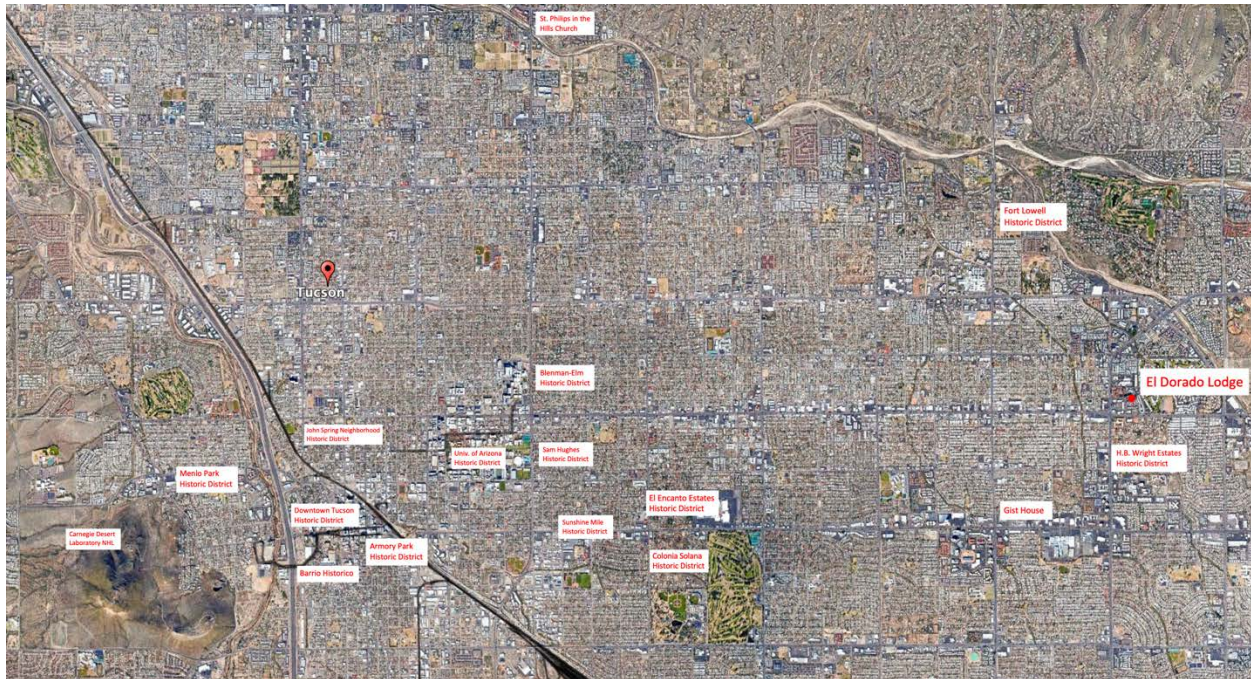 St. Philips in the
Hills Church
Fort Lowell
Historic District
Tucson
Blenman-Elm
Historic District
El Dorado Lodge
John Spring Neighborhood
Historic District
Univ. of Arizona
Historic District
Sam Hughes
Historic District
H.B. Wright Estates
Historic District
Menlo Park
Historic District
El Encanto Estates
Historic District
Downtown Tucson
Historic District
Gist House
Sunshine Mile
Historic District
Carnegie Desert
Laboratory NHL
Armory Park
Historic District
Colonia Solana
Historic District
Barrio Historico